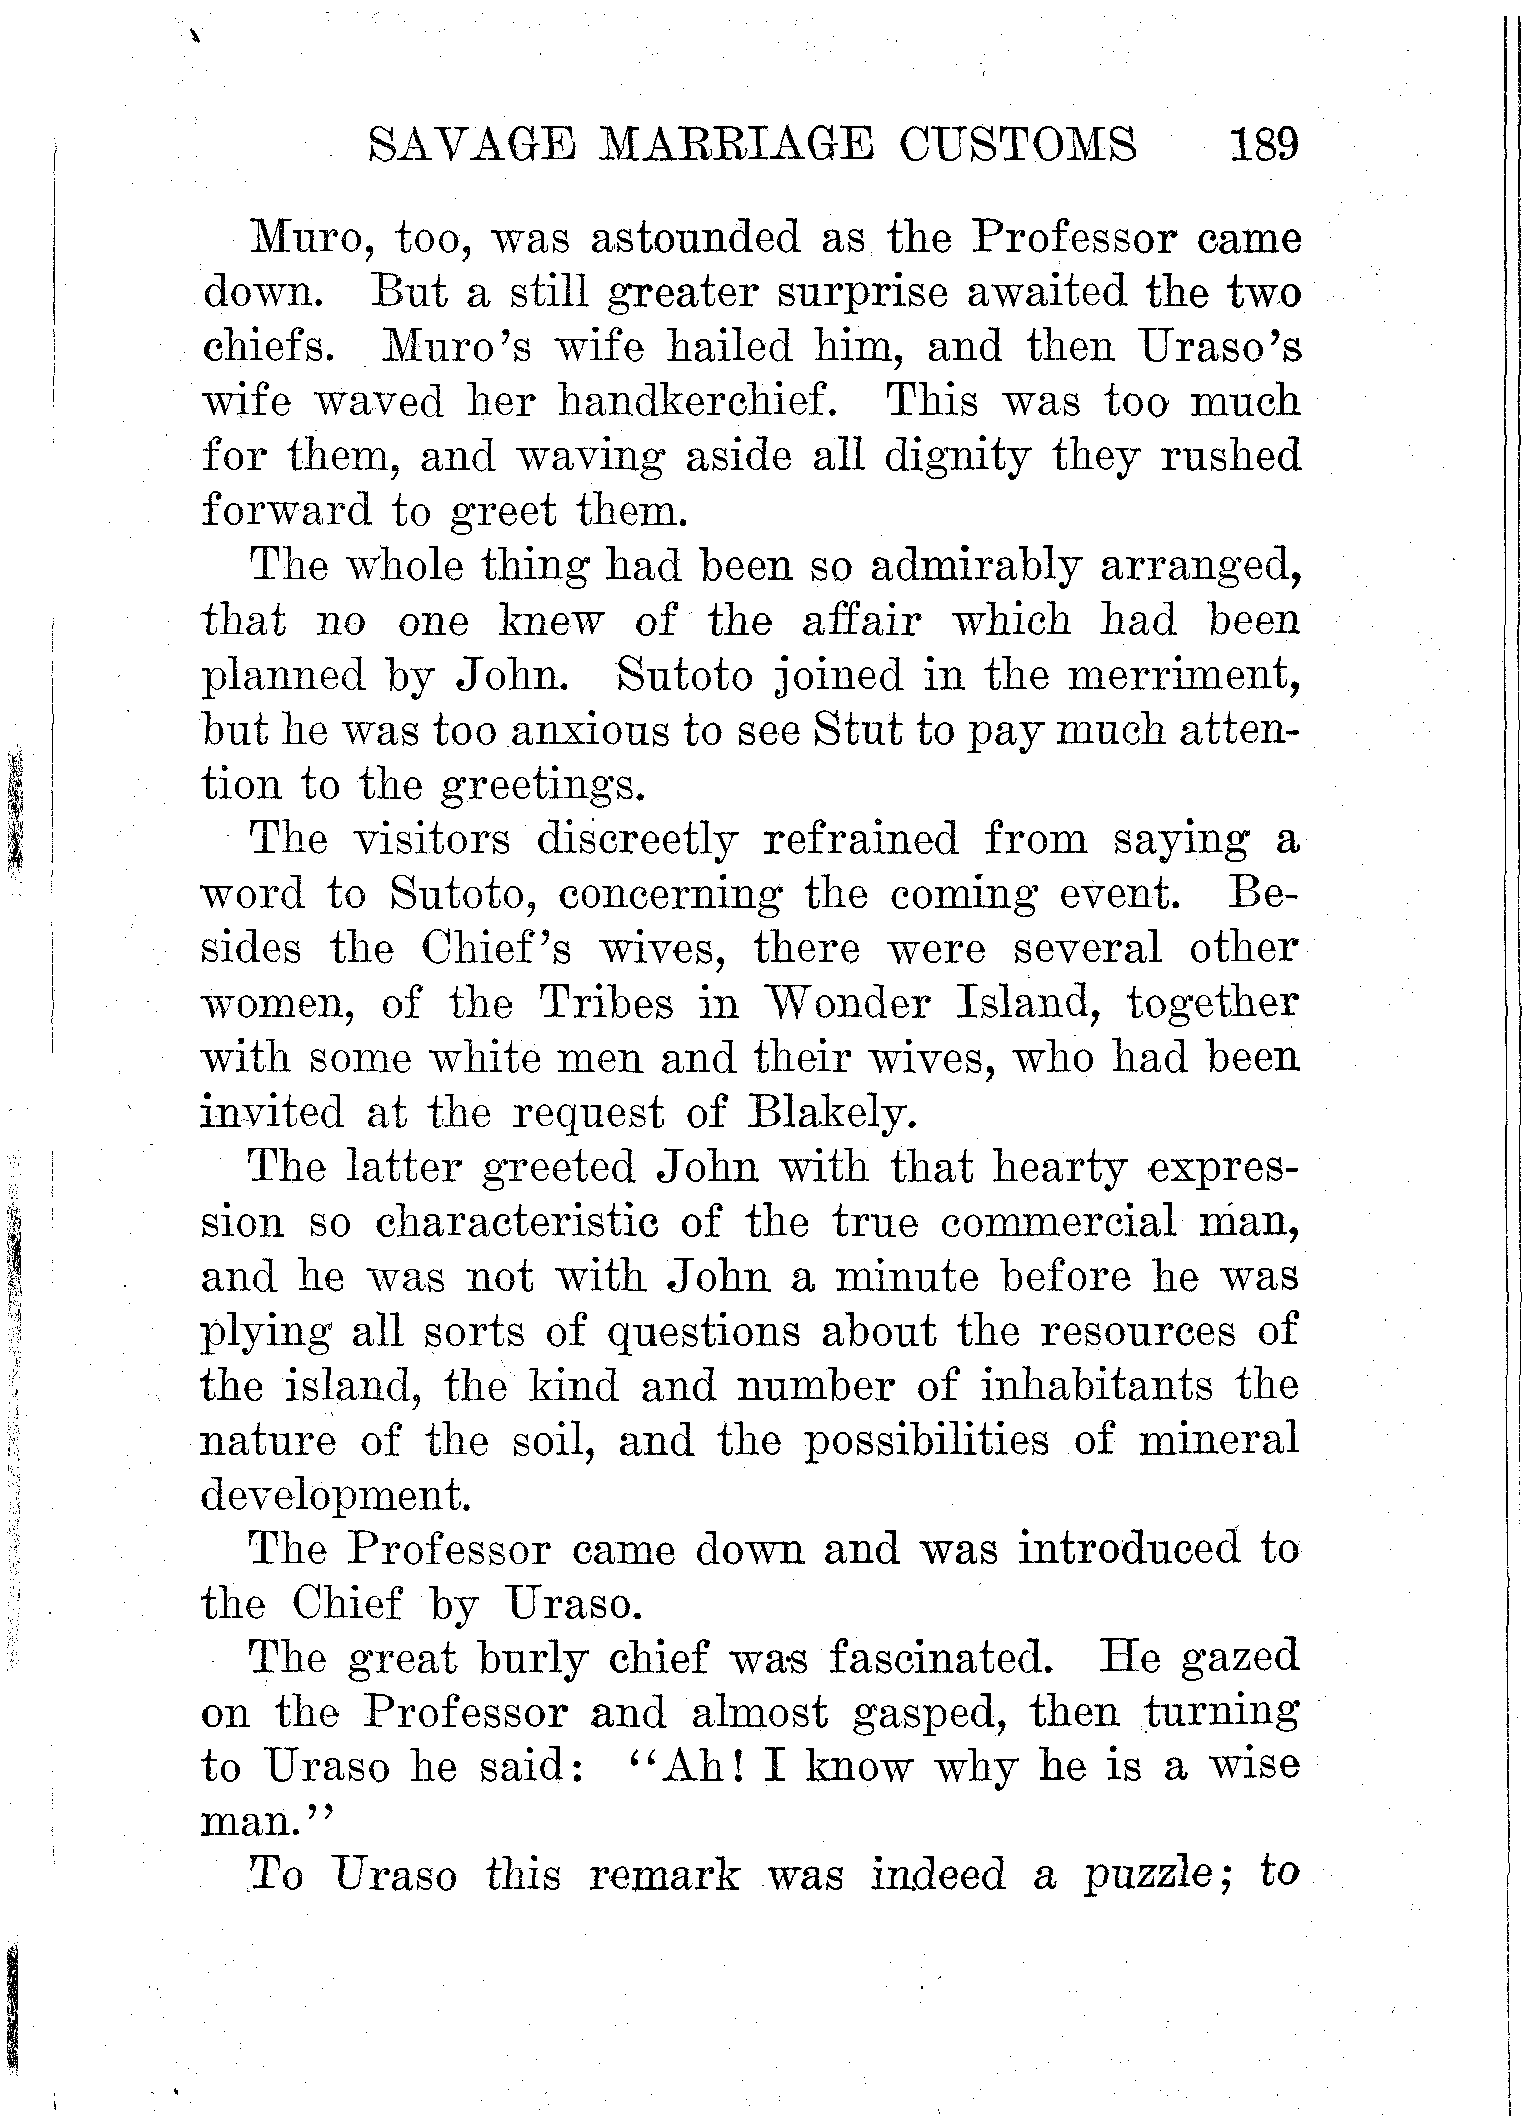 SAVAGE MARRIAGE CUSTOMS 189
Muro, too, was astounded as the Professor came
down. But a still greater surprise awaited the two
chiefs. Muro's wife hailed him, and then Uraso's
wife waved her handkerchief. This was too much
for them, and waving aside all dignity they rushed
forward to greet them.
The whole thing had been so admirably arranged,
that no one knew of the affair which had been
planned by John. Sutoto joined in the merriment,
but he was too anxious to see Stut to pay much atten-
tion to the greetings.
The visitors discreetly refrained from saying a
word to Sutoto, concerning the coming event. Be-
sides the Chief's wives, there were several other
women, of the Tribes in Wonder Island, together
with some white men and their wives, who had been
invited at the request of Blakely.
The latter greeted John with that hearty expres-
sion so characteristic of the true commercial man,
and he was not with John a minute before he was
plying all sorts of questions about the resources of
the island, the kind and number of inhabitants the
nature of the soil, and the possibilities of mineral
development.
The Professor came down and was introduced to
the Chief by Uraso.
The great burly chief was fascinated. He gazed
on the Professor and almost gasped, then turning
to Uraso he said: "Ah! I know why he is a wise
man."
To Uraso this remark was indeed a puzzle; to